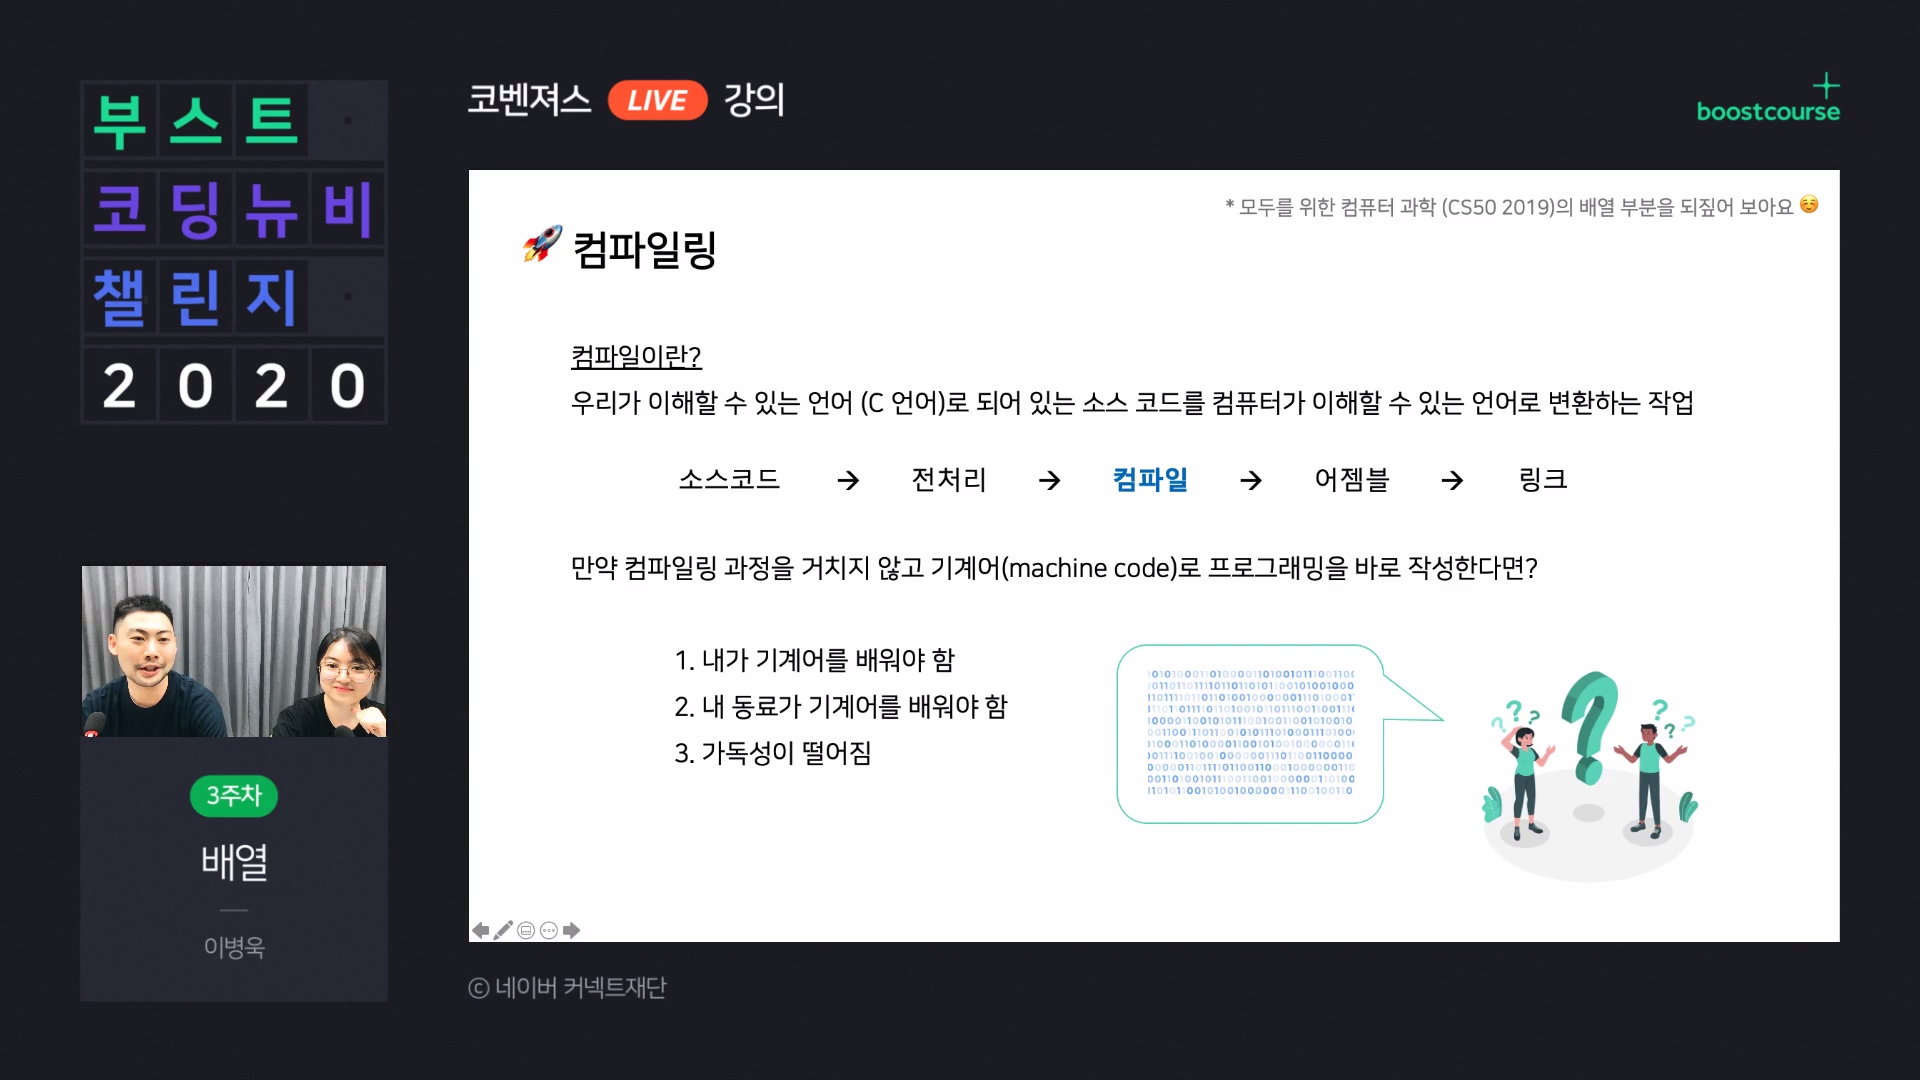 부스트
코딩뉴비
챌린지
2020
코벤져스 LIVE 강의
boostcourse
* 모두를 위한 컴퓨터 과학 (CS50 2019)의 배열 부분을 되짚어 보아요
컴파일링
컴파일이란?
우리가 이해할 수 있는 언어 (C 언어)로 되어 있는 소스 코드를 컴퓨터가 이해할 수 있는 언어로 변환하는 작업
소스코드 → 전처리 → 컴파일 → 어젬블 → 링크
만약 컴파일링 과정을 거치지 않고 기계어(machine code)로 프로그래밍을 바로 작성한다면?
1. 내가 기계어를 배워야 함
2. 내 동료가 기계어를 배워야 함
3. 가독성이 떨어짐
3주차
배열
이병욱
ⓒ 네이버 커넥트재단